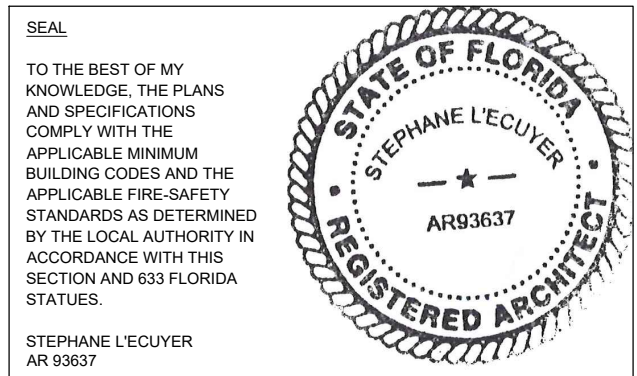 SEAL
TO THE BEST OF MY
KNOWLEDGE, THE PLANS
AND SPECIFICATIONS
COMPLY WITH THE
APPLICABLE MINIMUM
BUILDING CODES AND THE
APPLICABLE FIRE-SAFETY
STANDARDS AS DETERMINED
BY THE LOCAL AUTHORITY IN
ACCORDANCE WITH THIS
SECTION AND 633 FLORIDA
STATUES.
STEPHANE L'ECUYER
AR 93637
STATE OF FLORIDA
STEPHANE L'ECUYER
AR93637
REGISTERED ARCHITECT